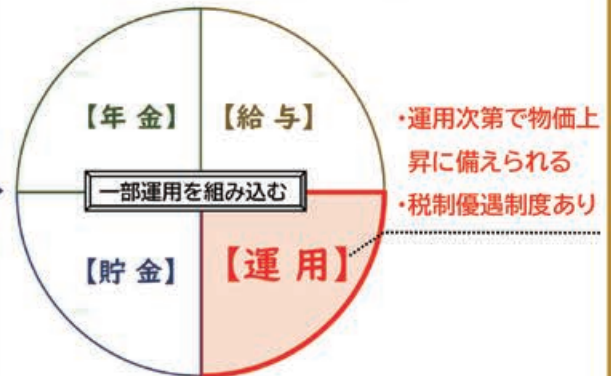 【年 金】
【給 与】
一部運用を組み込む
【貯 金】
【運 用】
・運用次第で物価上
昇に備えられる
・税制優遇制度あり